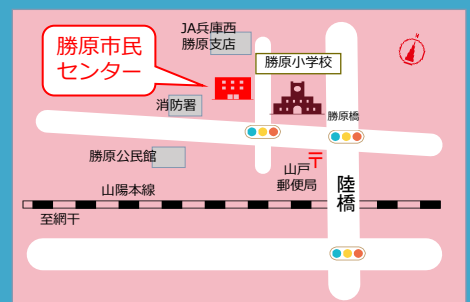 JA兵庫西
勝原支店
勝原市民
センター
勝原小学校
消防署
勝原橋
勝原公民館
〒
山戸
郵便局
陸橋
山陽本線
至網干